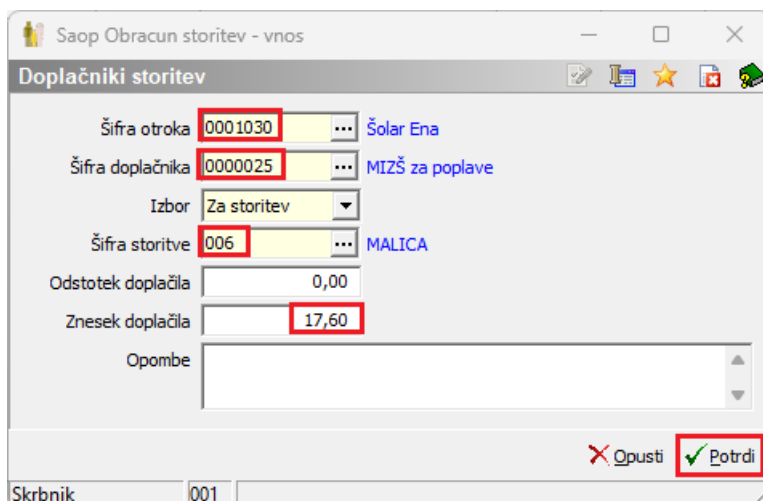 Saop Obracun storitev - vnos
Doplačniki storitev
Šifra otroka 0001030 ... Šolar Ena
Šifra doplačnika 0000025 ... MIZŠ za poplave
Izbor Za storitev
Šifra storitve 006 ... MALICA
Odstotek doplačila 0,00
Znesek doplačila 17,60
Opombe
Opusti Potrdi
Skrbnik 001